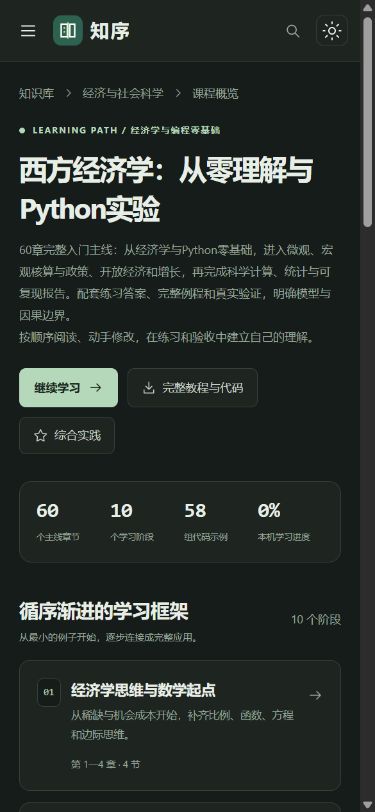 知序
知识库 > 经济与社会科学 > 课程概览
LEARNING PATH / 经济学与编程零基础
西方经济学：从零理解与
Python实验
60章完整入门主线：从经济学与Python零基础，进入微观、宏
观核算与政策、开放经济和增长，再完成科学计算、统计与可
复现报告。配套练习答案、完整例程和真实验证，明确模型与
因果边界。
按顺序阅读、动手修改，在练习和验收中建立自己的理解。
继续学习 →
完整教程与代码
综合实践
60 10 58 0%
个主线章节 个学习阶段 组代码示例 本机学习进度
循序渐进的学习框架
10 个阶段
从最小的例子开始，逐步连接成完整应用。
01 经济学思维与数学起点 →
从稀缺与机会成本开始，补齐比例、函数、方程
和边际思维。
第 1—4 章 · 4 节